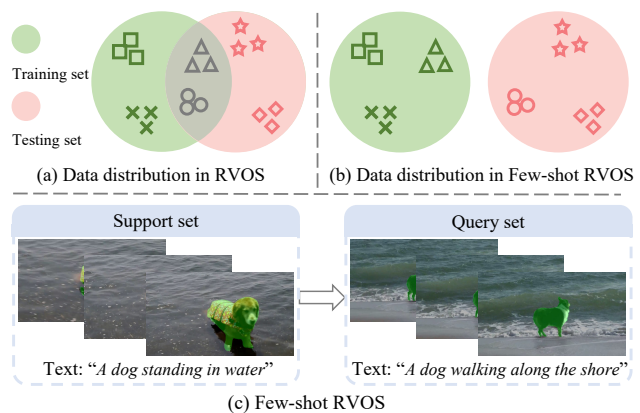 Training set
Testing set
(a) Data distribution in RVOS
(b) Data distribution in Few-shot RVOS
Support set
Query set
Text: “A dog standing in water”
Text: “A dog walking along the shore”
(c) Few-shot RVOS